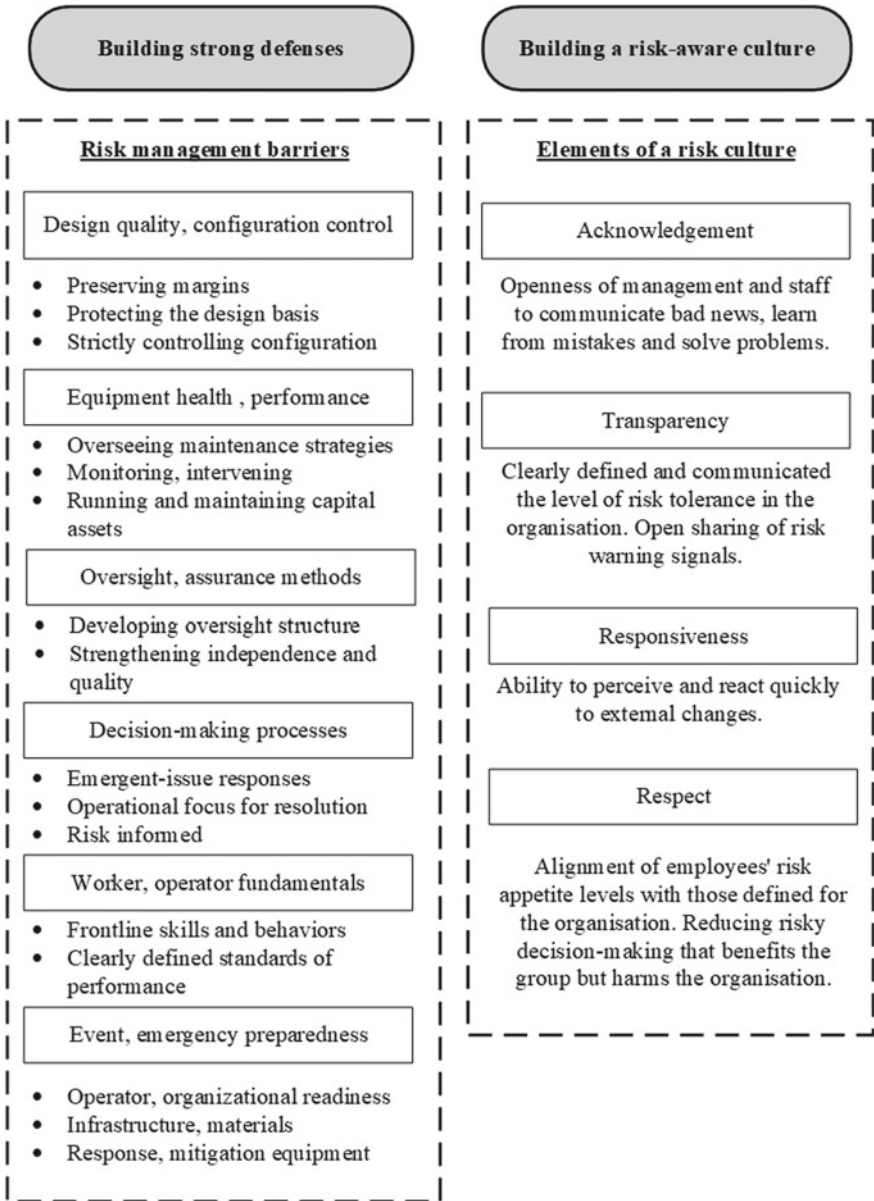 Building strong defenses
Risk management barriers
Design quality, configuration control
• Preserving margins
• Protecting the design basis
• Strictly controlling configuration
Equipment health , performance
• Overseeing maintenance strategies
• Monitoring, intervening
• Running and maintaining capital
assets
Oversight, assurance methods
• Developing oversight structure
• Strengthening independence and
quality
Decision-making processes
• Emergent-issue responses
• Operational focus for resolution
• Risk informed
Worker, operator fundamentals
• Frontline skills and behaviors
• Clearly defined standards of
performance
Event, emergency preparedness
• Operator, organizational readiness
• Infrastructure, materials
• Response, mitigation equipment
Building a risk-aware culture
Elements of a risk culture
Acknowledgement
Openness of management and staff
to communicate bad news, learn
from mistakes and solve problems.
Transparency
Clearly defined and communicated
the level of risk tolerance in the
organisation. Open sharing of risk
warning signals.
Responsiveness
Ability to perceive and react quickly
to external changes.
Respect
Alignment of employees' risk
appetite levels with those defined for
the organisation. Reducing risky
decision-making that benefits the
group but harms the organisation.